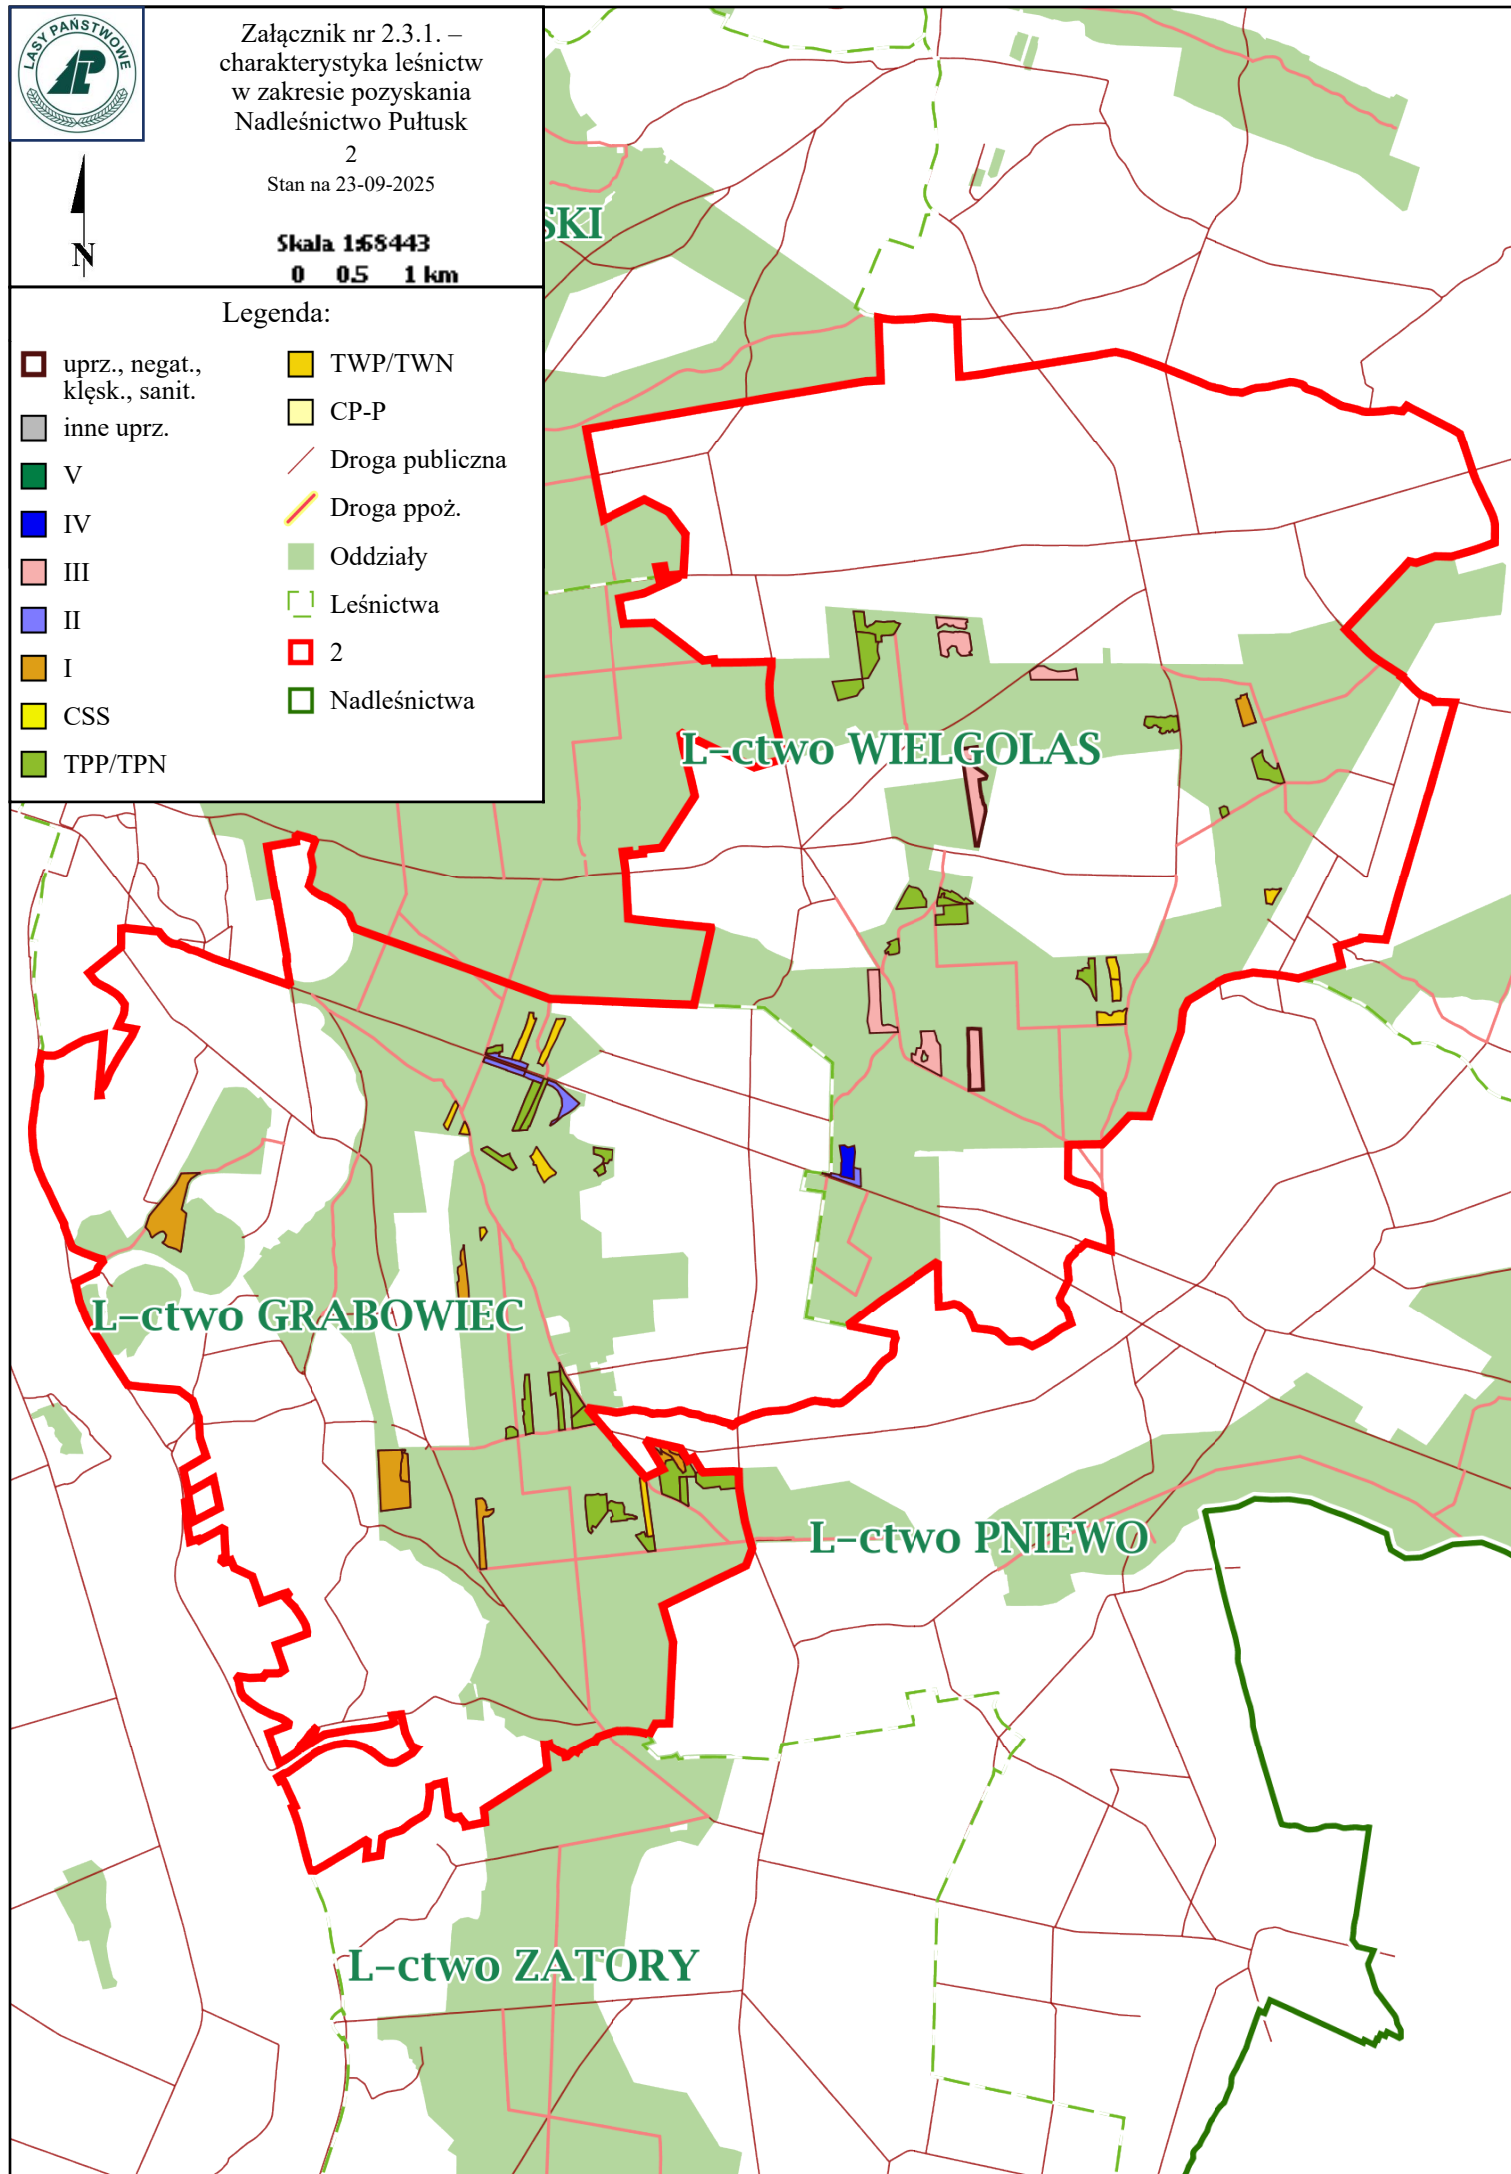 LASY PAŃSTWOWE
Załącznik nr 2.3.1. –
charakterystyka leśnictw
w zakresie pozyskania
Nadleśnictwo Pułtusk
2
Stan na 23-09-2025
N
Skala 1:68443
0 0.5 1 km
Legenda:
uprz., negat.,
klęsk., sanit.
inne uprz.
V
IV
III
II
I
CSS
TPP/TPN
TWP/TWN
CP-P
Droga publiczna
Droga ppoż.
Oddziały
Leśnictwa
2
Nadleśnictwa
SKI
L-ctwo WIELGOLAS
L-ctwo GRABOWIEC
L-ctwo PNIEWO
L-ctwo ZATORY